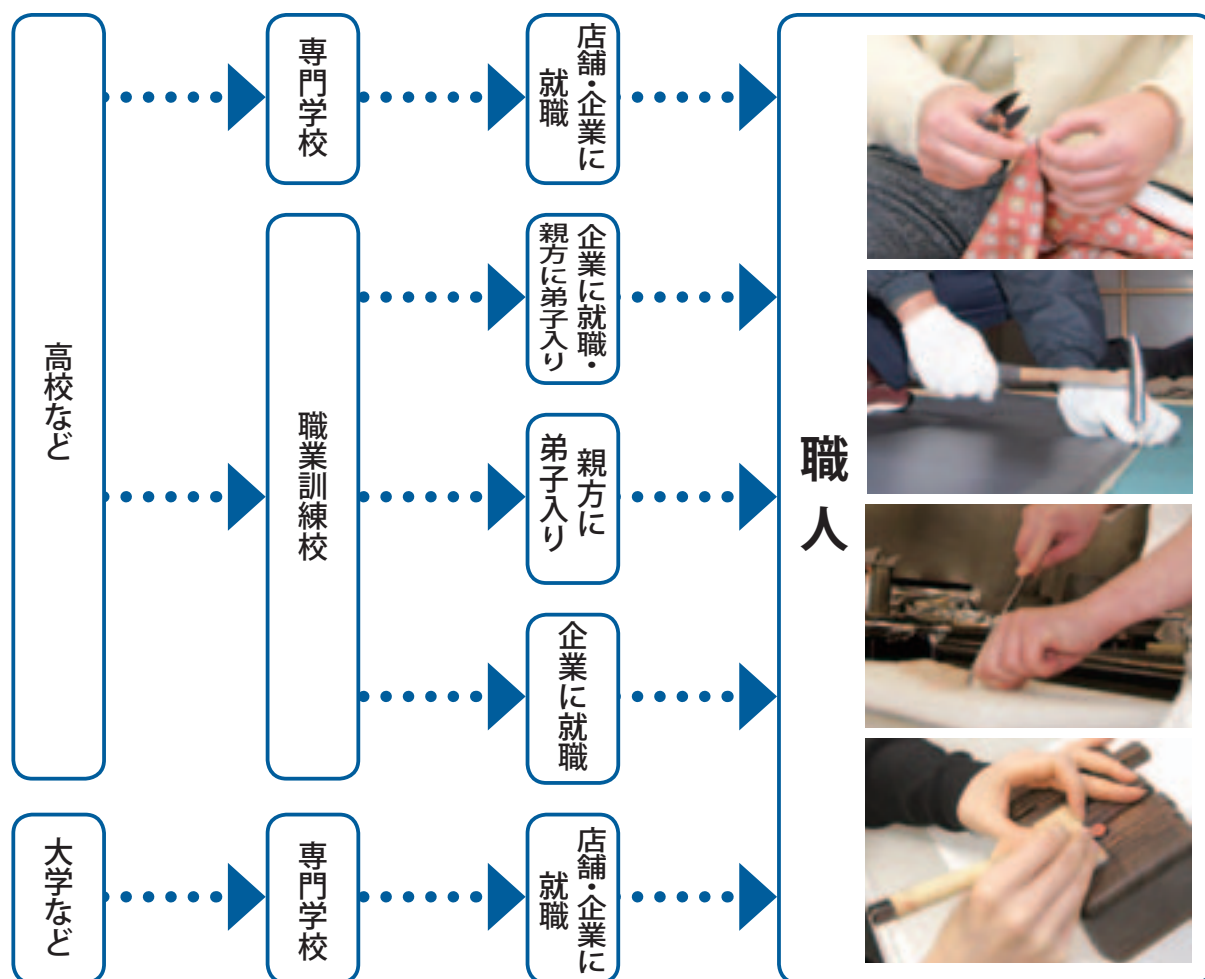 高校など
専門学校
店舗・企業に
就職
職業訓練校
企業に就職・
親方に弟子入り
親方に
弟子入り
企業に就職
大学など
専門学校
店舗・企業に
就職
職人